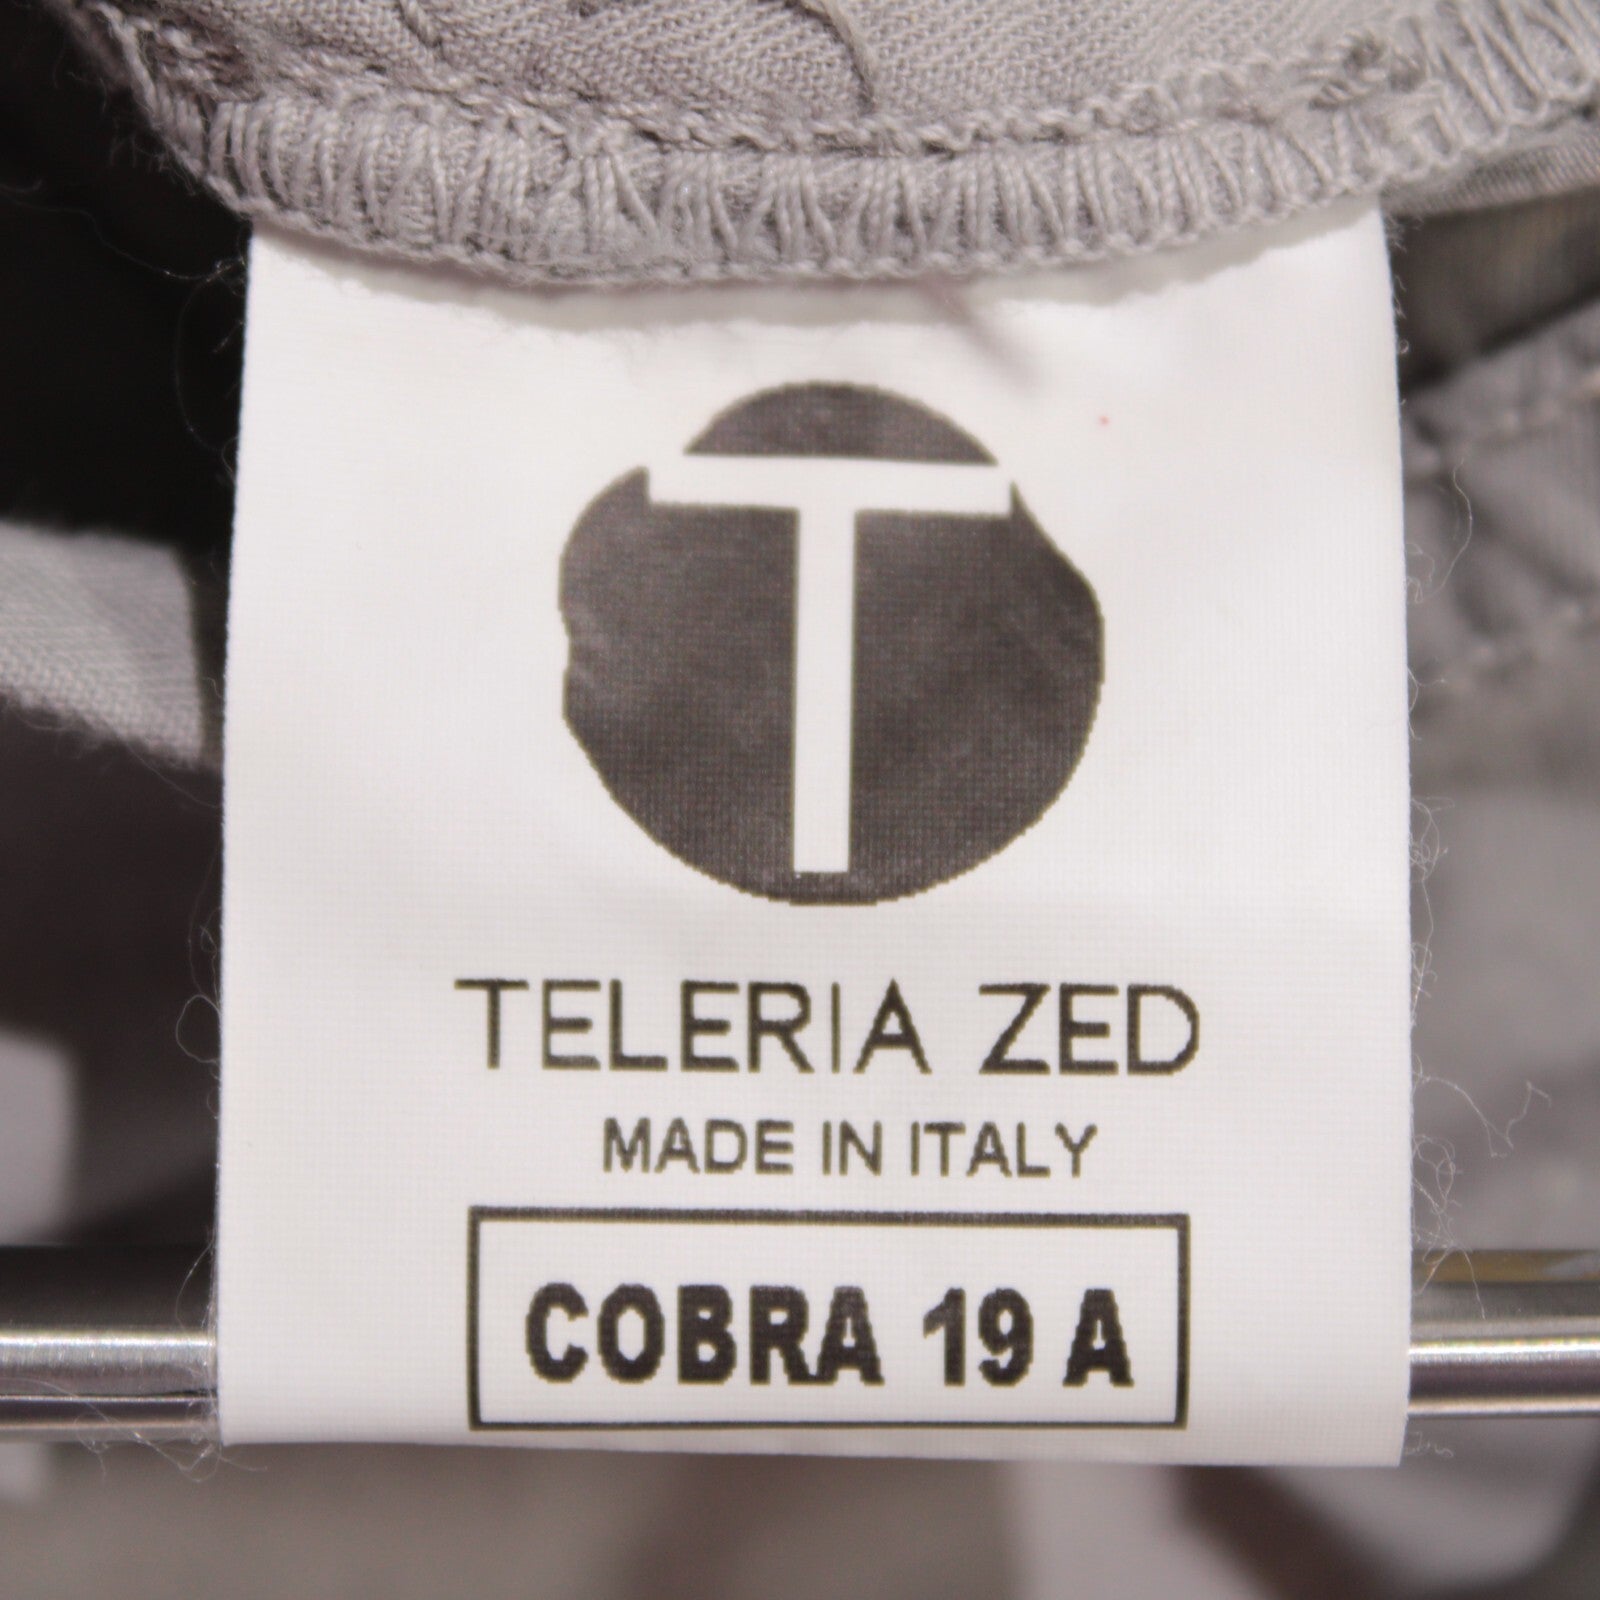 T
TELERIA ZED
MADE IN ITALY
COBRA 19 A